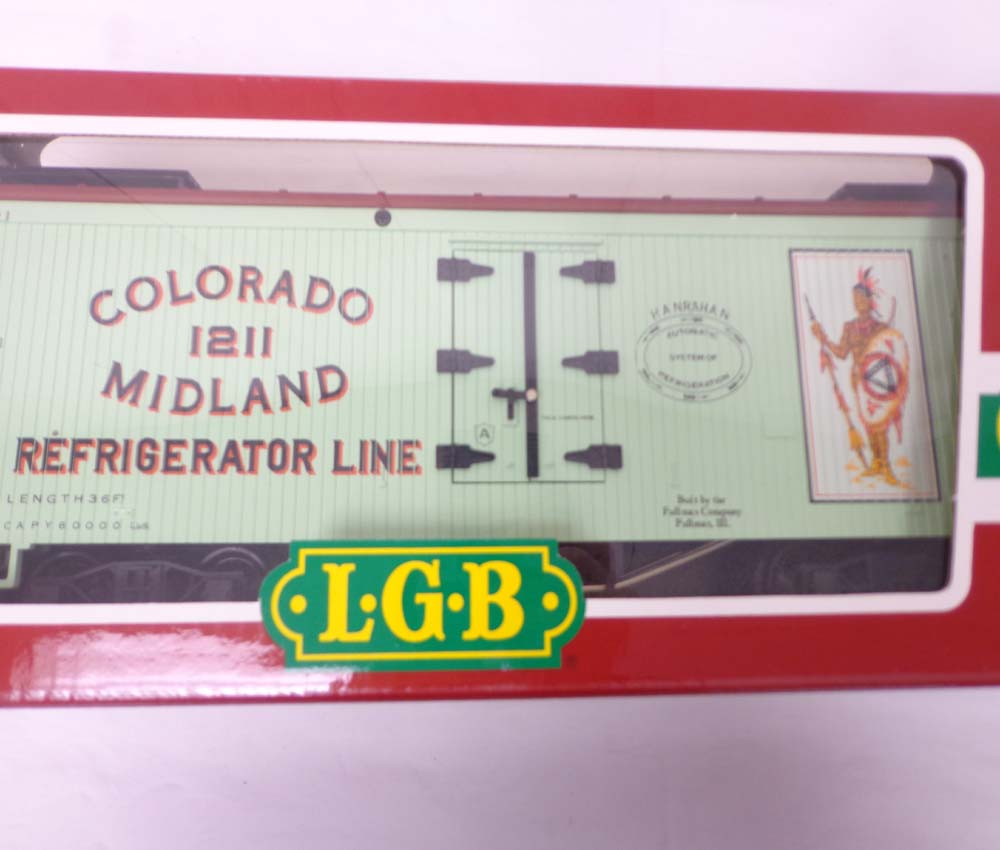 COLORADO
1211
MIDLAND
REFRIGERATOR LINE
LENGTH 36 FT
CAPY 60000 LBS.
A
HANRAHAN
AUTOMATIC
SYSTEM OF
REFRIGERATION
Built by the
Pullman Company
Pullman, Ill.
L·G·B